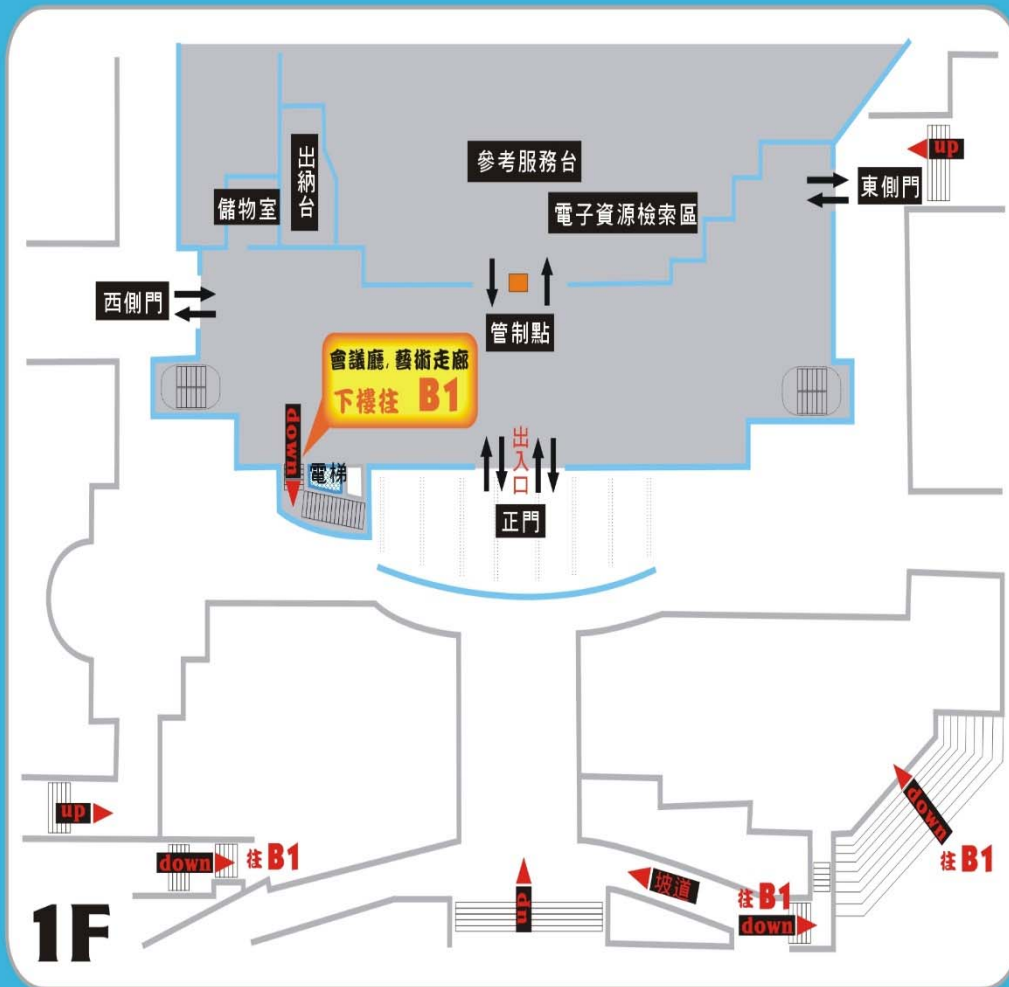 up
出納台
參考服務台
東側門
儲物室
電子資源檢索區
西側門
管制點
會議廳, 藝術走廊
下樓往 B1
down
電梯
出入口
正門
up
down
往 B1
up
坡道
往 B1
down
down
往 B1
1F